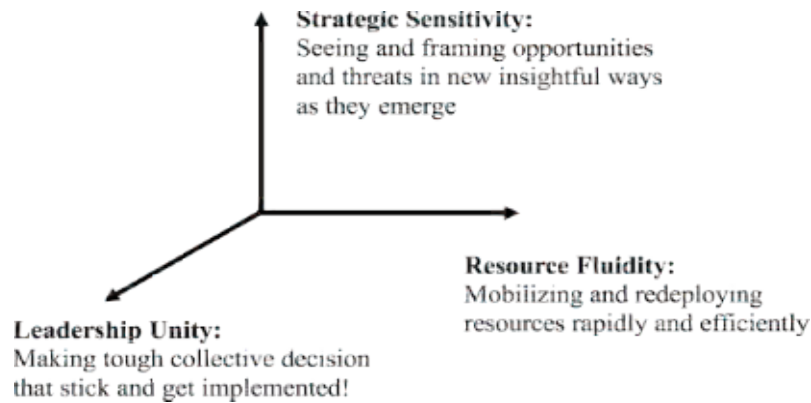 Strategic Sensitivity:
Seeing and framing opportunities
and threats in new insightful ways
as they emerge
Resource Fluidity:
Mobilizing and redeploying
resources rapidly and efficiently
Leadership Unity:
Making tough collective decision
that stick and get implemented!